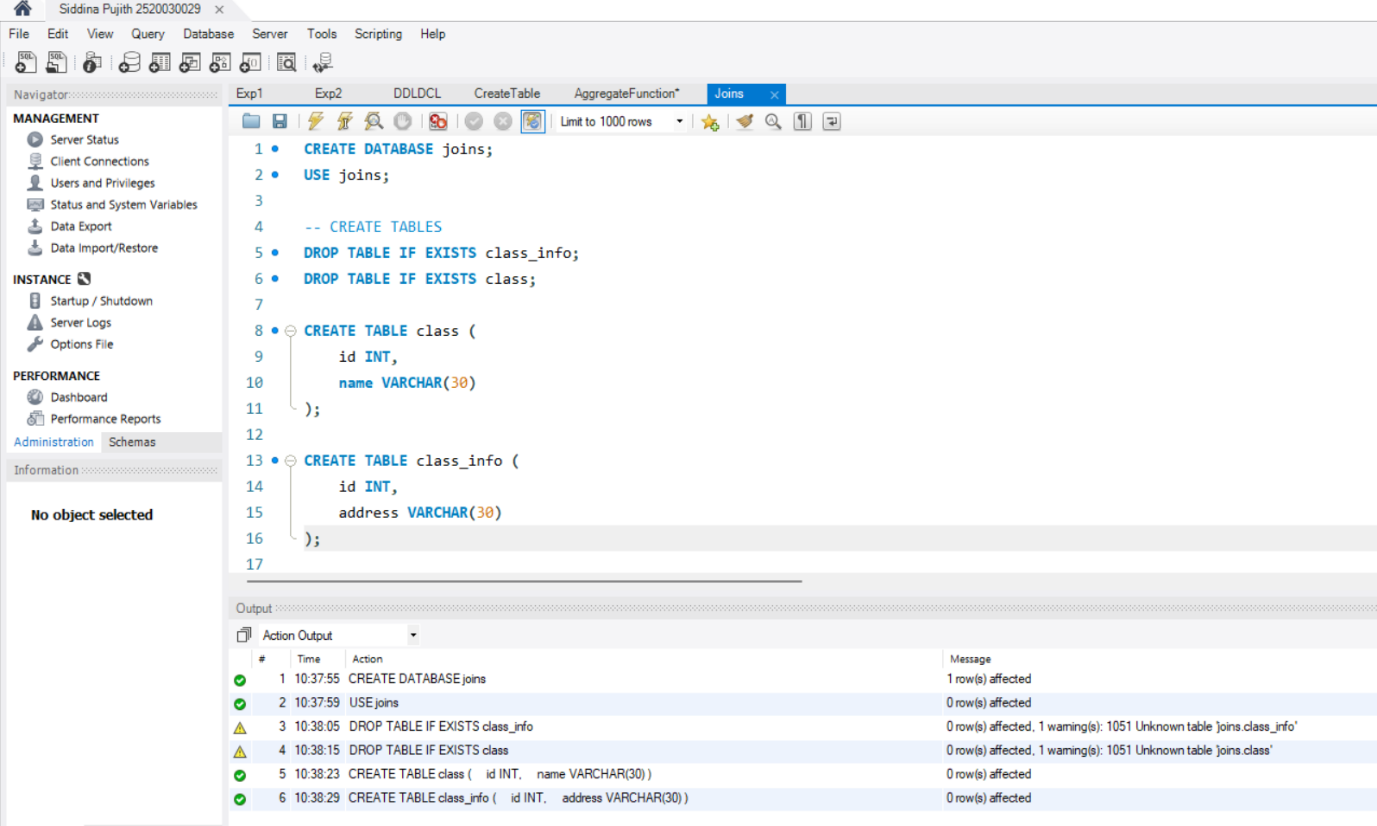 Siddina Pujith 2520030029 ×
File Edit View Query Database Server Tools Scripting Help
Navigator
Exp1 Exp2 DDLDCL CreateTable AggregateFunction* Joins ×
MANAGEMENT
Server Status
Client Connections
Users and Privileges
Status and System Variables
Data Export
Data Import/Restore
INSTANCE
Startup / Shutdown
Server Logs
Options File
PERFORMANCE
Dashboard
Performance Reports
Administration Schemas
Information
No object selected
Limit to 1000 rows
1 CREATE DATABASE joins;
2 USE joins;
3
4 -- CREATE TABLES
5 DROP TABLE IF EXISTS class_info;
6 DROP TABLE IF EXISTS class;
7
8 CREATE TABLE class (
9 id INT,
10 name VARCHAR(30)
11 );
12
13 CREATE TABLE class_info (
14 id INT,
15 address VARCHAR(30)
16 );
17
Output
Action Output
# Time Action Message
1 10:37:55 CREATE DATABASE joins 1 row(s) affected
2 10:37:59 USE joins 0 row(s) affected
3 10:38:05 DROP TABLE IF EXISTS class_info 0 row(s) affected, 1 warning(s): 1051 Unknown table 'joins.class_info'
4 10:38:15 DROP TABLE IF EXISTS class 0 row(s) affected, 1 warning(s): 1051 Unknown table 'joins.class'
5 10:38:23 CREATE TABLE class ( id INT, name VARCHAR(30) ) 0 row(s) affected
6 10:38:29 CREATE TABLE class_info ( id INT, address VARCHAR(30) ) 0 row(s) affected